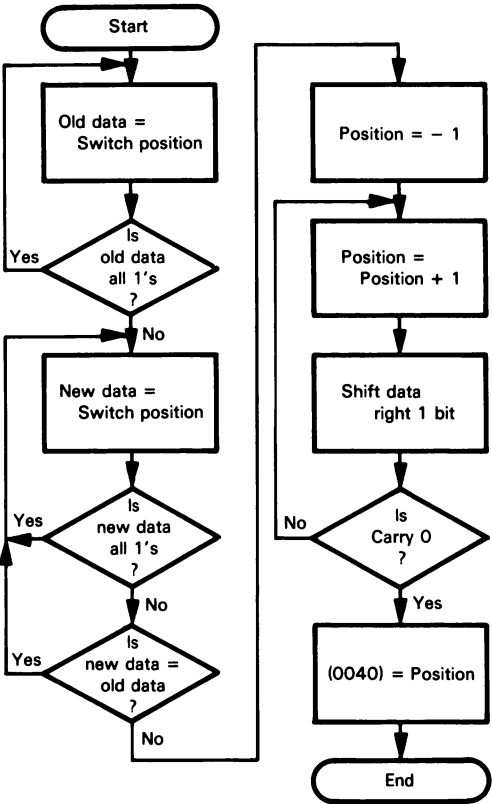 Start
Old data =
Switch position
Is
old data
all 1's
?
Yes
No
New data =
Switch position
Is
new data
all 1's
?
Yes
No
Is
new data =
old data
?
Yes
No
Position = - 1
Position =
Position + 1
Shift data
right 1 bit
Is
Carry 0
?
No
Yes
(0040) = Position
End